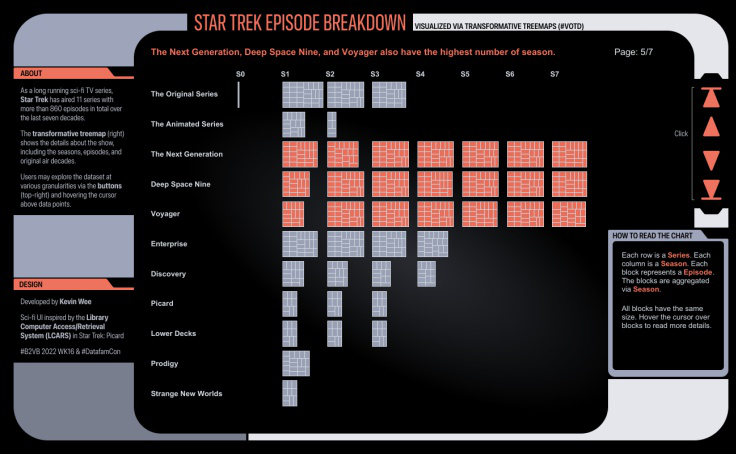 STAR TREK EPISODE BREAKDOWN
VISUALIZED VIA TRANSFORMATIVE TREEMAPS (#VOTD)
The Next Generation, Deep Space Nine, and Voyager also have the highest number of season.
Page: 5/7
ABOUT
As a long running sci-fi TV series,
Star Trek has aired 11 series with
more than 860 episodes in total over
the last seven decades.
The transformative treemap (right)
shows the details about the show,
including the seasons, episodes, and
original air decades.
Users may explore the dataset at
various granularities via the buttons
(top-right) and hovering the cursor
above data points.
DESIGN
Developed by Kevin Wee
Sci-fi UI inspired by the Library
Computer Access/Retrieval
System (LCARS) in Star Trek: Picard
#B2VB 2022 WK16 & #DatafamCon
S0 S1 S2 S3 S4 S5 S6 S7
The Original Series
The Animated Series
The Next Generation
Deep Space Nine
Voyager
Enterprise
Discovery
Picard
Lower Decks
Prodigy
Strange New Worlds
Click
HOW TO READ THE CHART
Each row is a Series. Each
column is a Season. Each
block represents a Episode.
The blocks are aggregated
via Season.
All blocks have the same
size. Hover the cursor over
blocks to read more details.